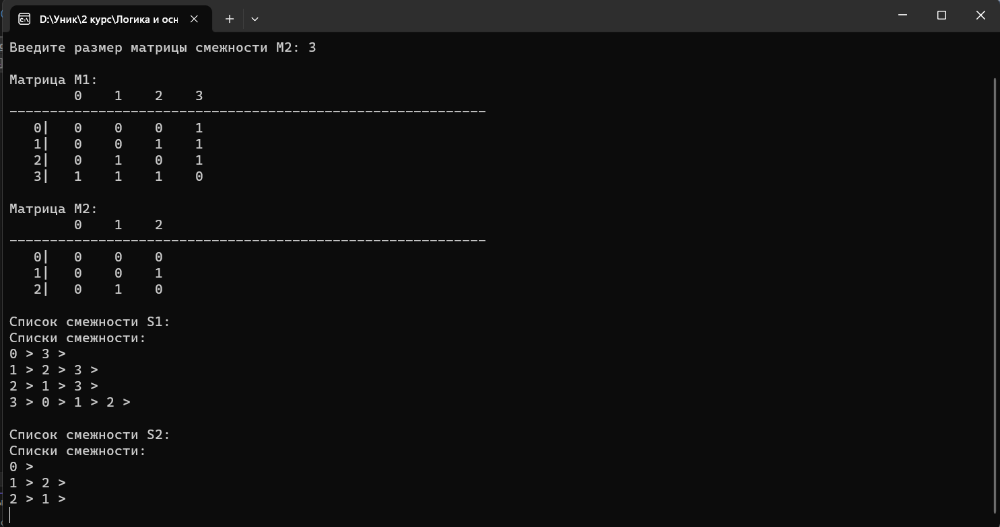 D:\Уник\2 курс\Логика и осн
Введите размер матрицы смежности M2: 3
Матрица M1:
0 1 2 3
-----------------------------------------------------------
0| 0 0 0 1
1| 0 0 1 1
2| 0 1 0 1
3| 1 1 1 0
Матрица M2:
0 1 2
-----------------------------------------------------------
0| 0 0 0
1| 0 0 1
2| 0 1 0
Список смежности S1:
Списки смежности:
0 > 3 >
1 > 2 > 3 >
2 > 1 > 3 >
3 > 0 > 1 > 2 >
Список смежности S2:
Списки смежности:
0 >
1 > 2 >
2 > 1 >